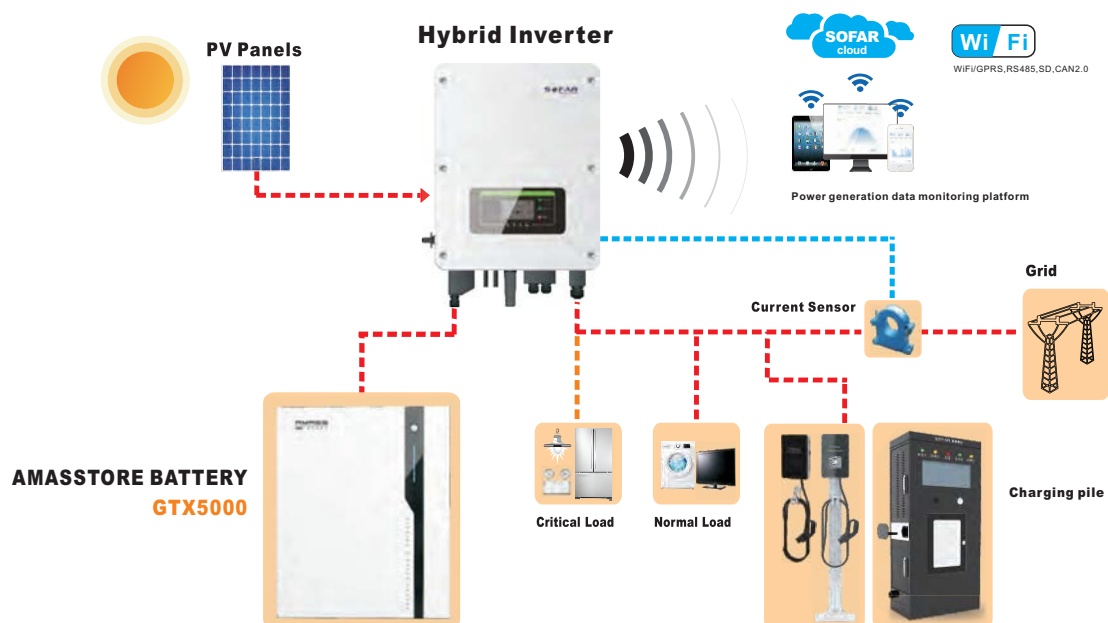 PV Panels
Hybrid Inverter
SOFAR
cloud
Wi Fi
WiFi/GPRS,RS485,SD,CAN2.0
SOFAR
Power generation data monitoring platform
Grid
Current Sensor
AMASSTORE BATTERY
GTX5000
Critical Load
Normal Load
Charging pile